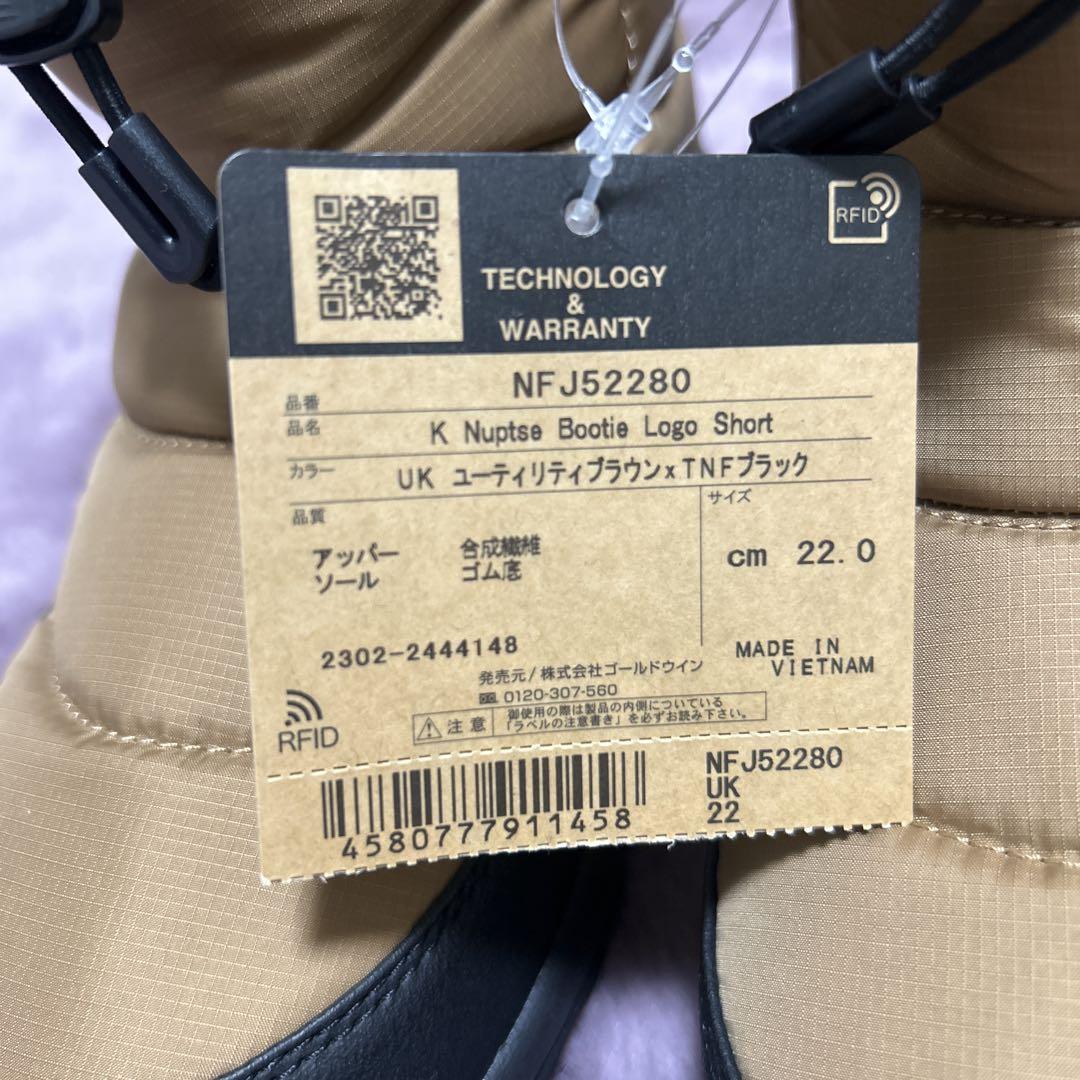 RFID
TECHNOLOGY
&
WARRANTY
品番 NFJ52280
品名 K Nuptse Bootie Logo Short
カラー UK ユーティリティブラウンxTNFブラック
品質 サイズ
アッパー 合成繊維
ソール ゴム底
cm 22.0
2302-2444148
MADE IN
VIETNAM
発売元/株式会社ゴールドウイン
0120-307-560
RFID
注意 御使用の際は製品の内側についている
「ラベルの注意書き」を必ずお読み下さい。
4580777911458
NFJ52280
UK
22